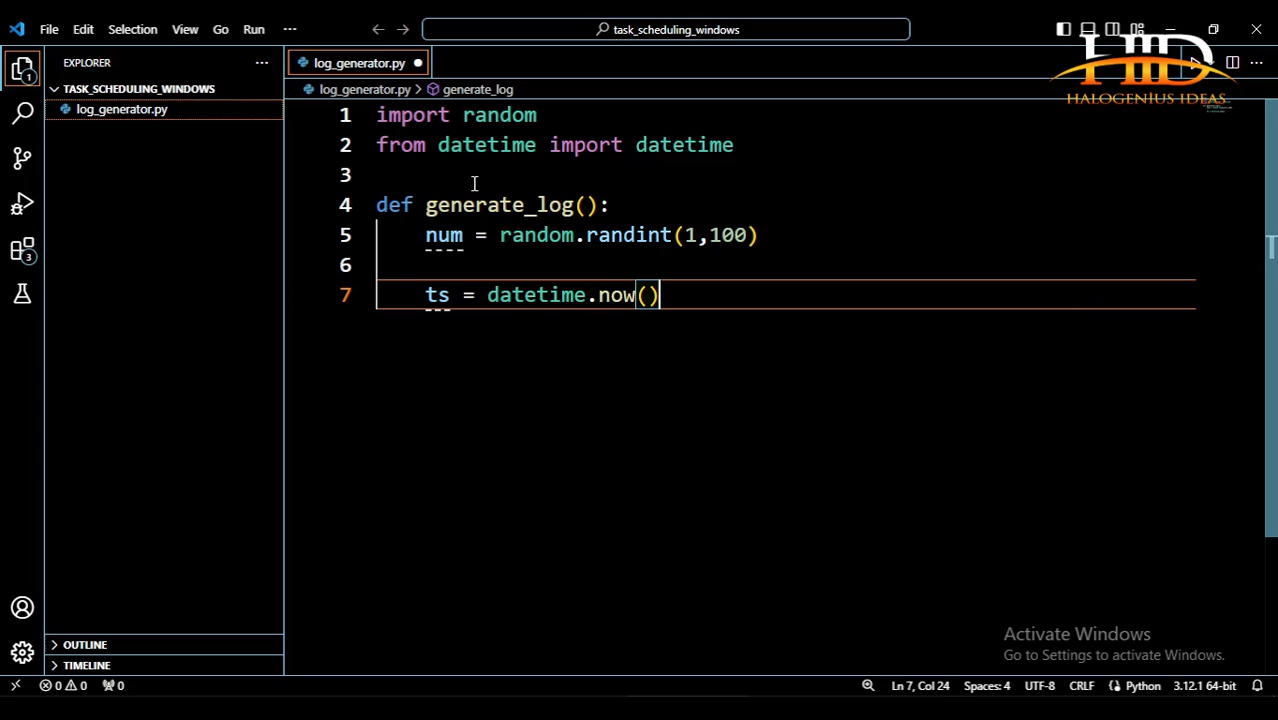 File Edit Selection View Go Run
task_scheduling_windows
EXPLORER
log_generator.py
HID
HALOGENIUS IDEAS
TASK_SCHEDULING_WINDOWS
log_generator.py
log_generator.py > generate_log
1 import random
2 from datetime import datetime
3
4 def generate_log():
5 num = random.randint(1,100)
6
7 ts = datetime.now()
1
3
OUTLINE
TIMELINE
Activate Windows
Go to Settings to activate Windows.
0 0 0 Ln 7, Col 24 Spaces: 4 UTF-8 CRLF Python 3.12.1 64-bit